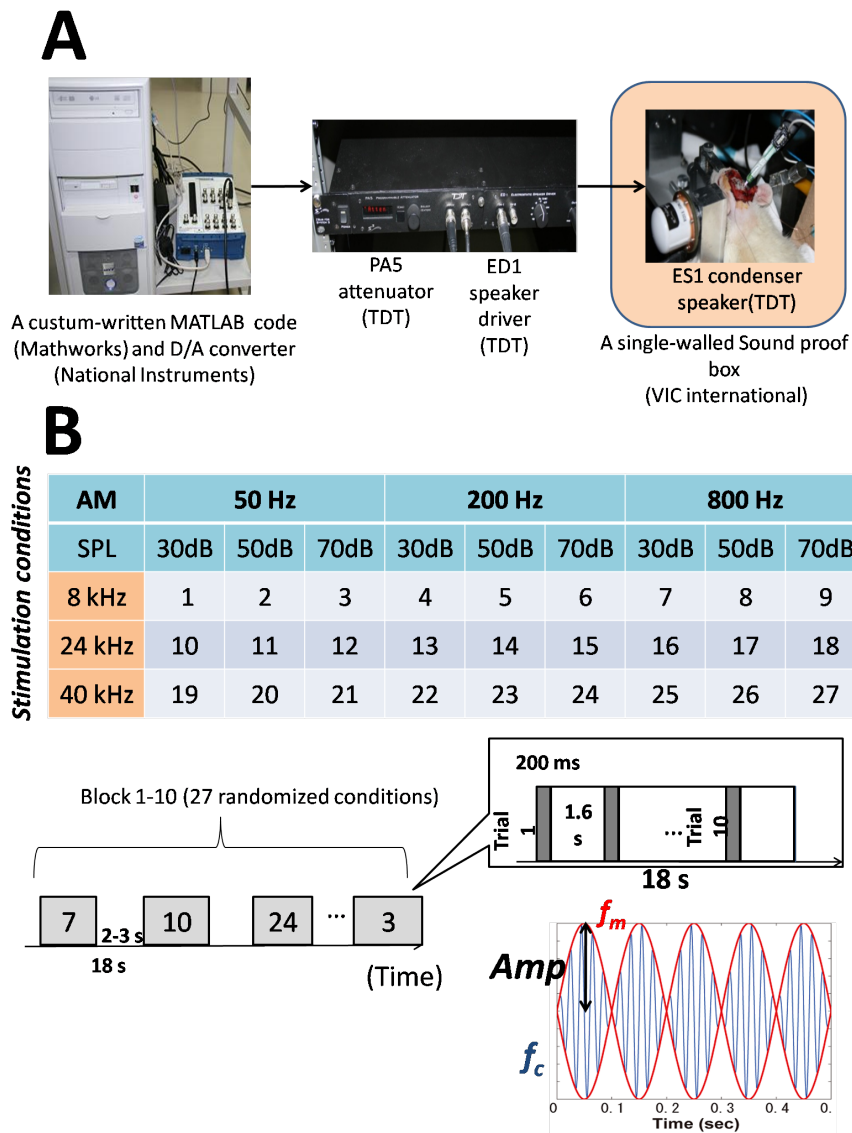 A
PA5
attenuator
(TDT)
ED1
speaker
driver
(TDT)
ES1 condenser
speaker(TDT)
A custum-written MATLAB code
(Mathworks) and D/A converter
(National Instruments)
A single-walled Sound proof
box
(VIC international)
B
Stimulation conditions
AM 50 Hz 200 Hz 800 Hz
SPL 30dB 50dB 70dB 30dB 50dB 70dB 30dB 50dB 70dB
8 kHz 1 2 3 4 5 6 7 8 9
24 kHz 10 11 12 13 14 15 16 17 18
40 kHz 19 20 21 22 23 24 25 26 27
Block 1-10 (27 randomized conditions)
7 10 24 ... 3
2-3 s
18 s
(Time)
200 ms
Trial 1
1.6
s
...
Trial 10
18 s
fm
Amp
fc
0 0. 1 0. 2 0. 3 0. 4 0.
Time (sec)